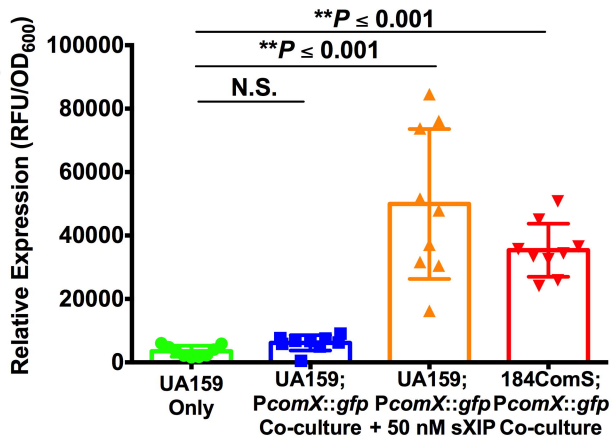 **P ≤ 0.001
**P ≤ 0.001
N.S.
Relative Expression (RFU/OD600)
100000
80000
60000
40000
20000
0
UA159 UA159; UA159; 184ComS;
Only PcomX::gfp PcomX::gfp PcomX::gfp
Co-culture + 50 nM sXIP Co-culture